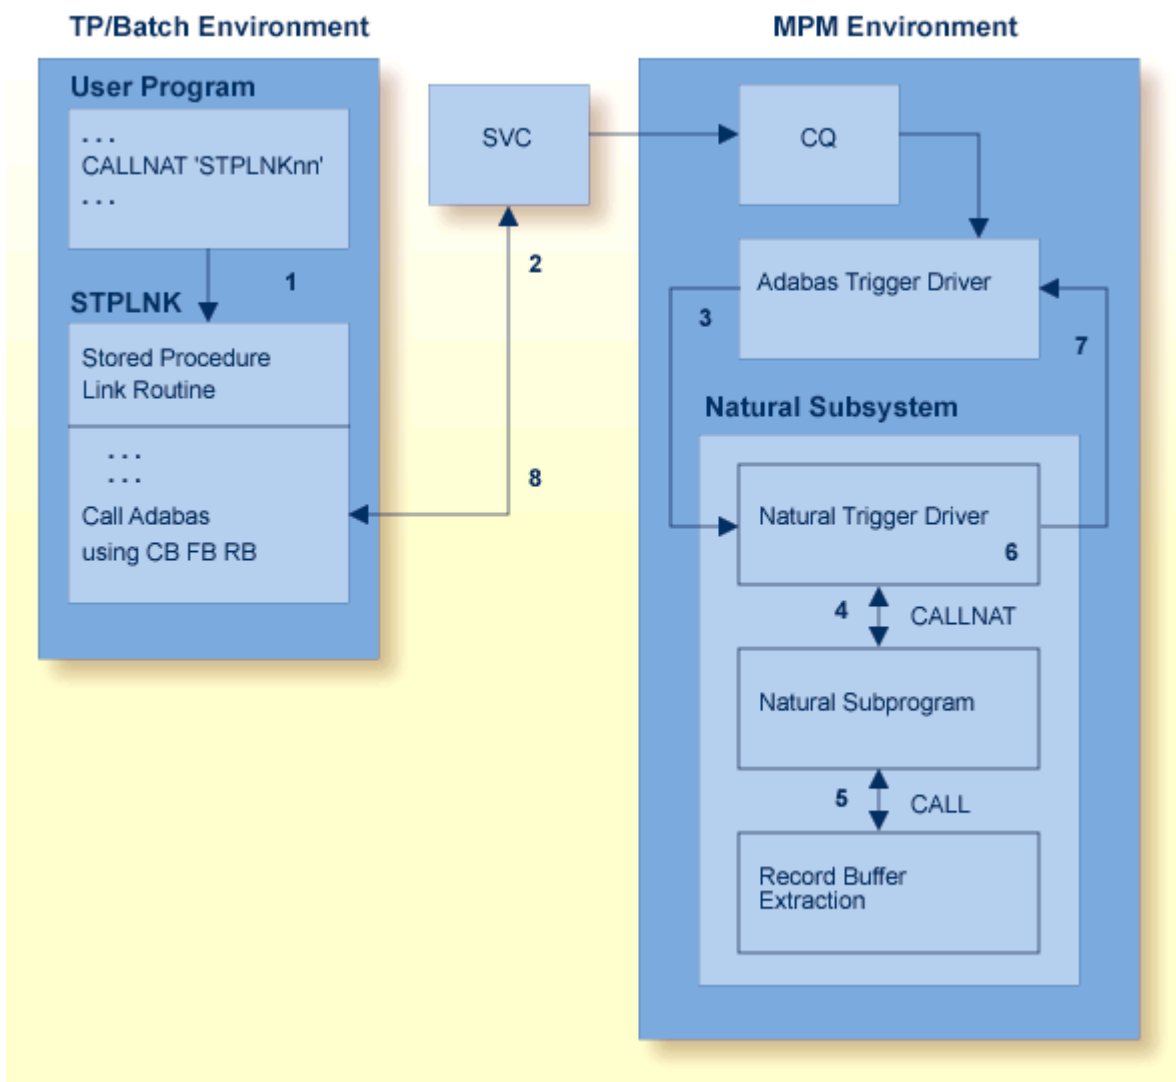 TP/Batch Environment
User Program
. . .
CALLNAT 'STPLNKnn'
. . .
1
STPLNK
Stored Procedure
Link Routine
. . .
. . .
Call Adabas
using CB FB RB
SVC
2
8
MPM Environment
CQ
Adabas Trigger Driver
3
7
Natural Subsystem
Natural Trigger Driver
6
4
CALLNAT
Natural Subprogram
5
CALL
Record Buffer
Extraction